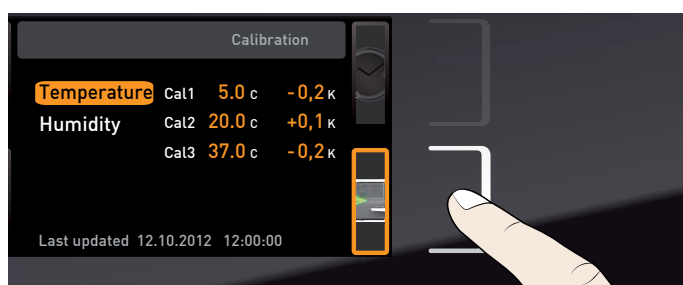 Calibration
Temperature Cal1 5.0 c -0,2 K
Humidity Cal2 20.0 c +0,1 K
Cal3 37.0 c -0,2 K
Last updated 12.10.2012 12:00:00